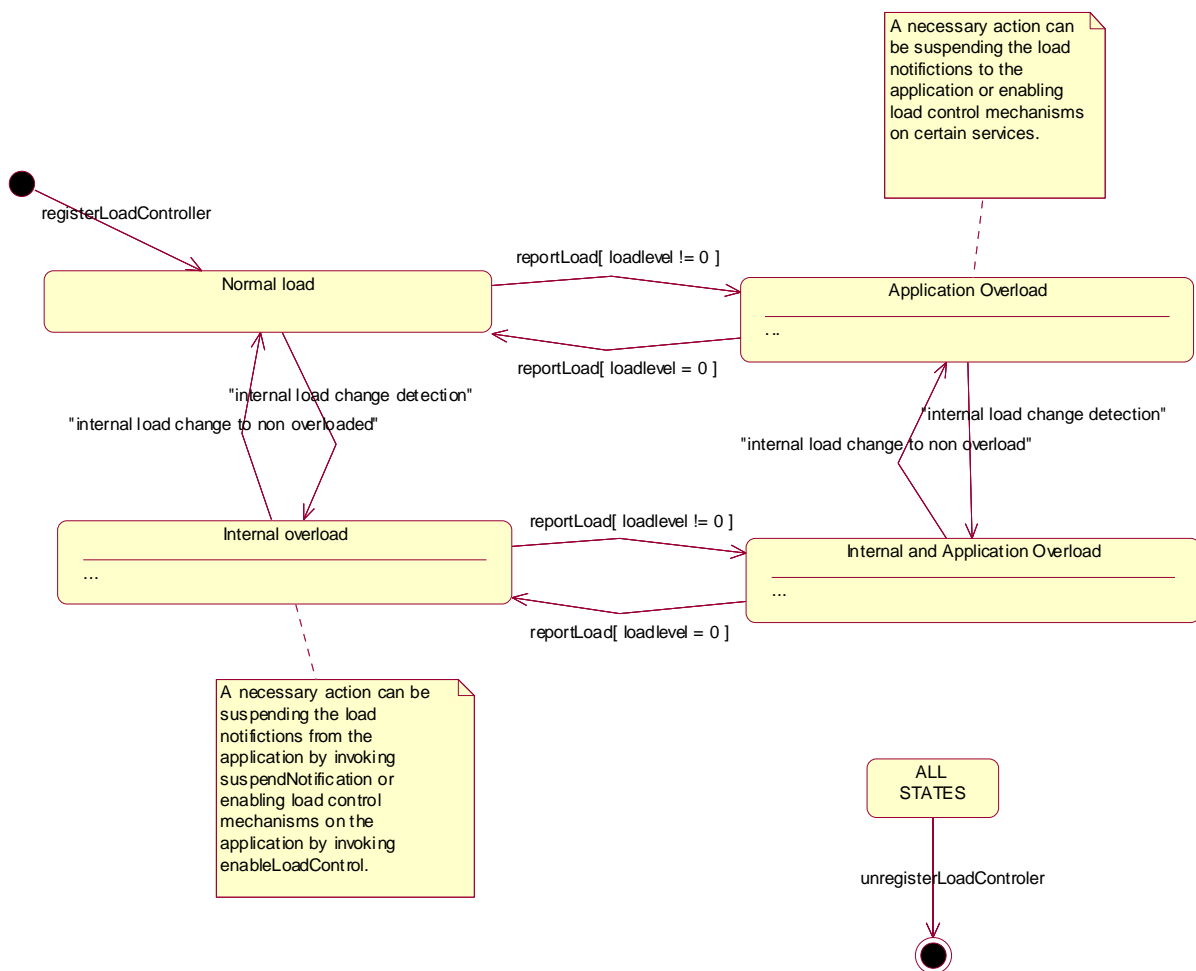 A necessary action can
be suspending the load
notifictions to the
application or enabling
load control mechanisms
on certain services.
registerLoadController
reportLoad[ loadlevel != 0 ]
Normal load
Application Overload
...
reportLoad[ loadlevel = 0 ]
"internal load change detection"
"internal load change to non overloaded"
"internal load change detection"
"internal load change to non overload"
reportLoad[ loadlevel != 0 ]
Internal overload
...
Internal and Application Overload
...
reportLoad[ loadlevel = 0 ]
A necessary action can be
suspending the load
notifictions from the
application by invoking
suspendNotification or
enabling load control
mechanisms on the
application by invoking
enableLoadControl.
ALL
STATES
unregisterLoadControler